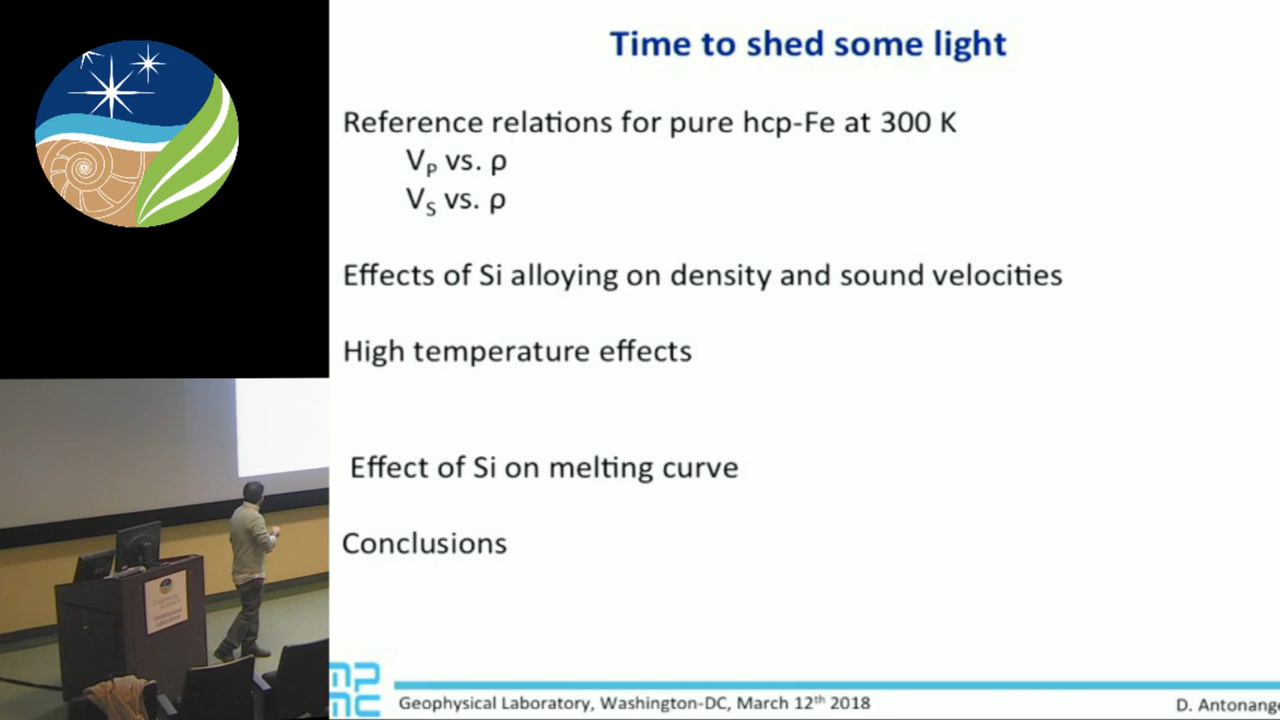 Time to shed some light
Reference relations for pure hcp-Fe at 300 K
V_P vs. ρ
V_S vs. ρ
Effects of Si alloying on density and sound velocities
High temperature effects
Effect of Si on melting curve
Conclusions
Geophysical Laboratory, Washington-DC, March 12th 2018
D. Antonange